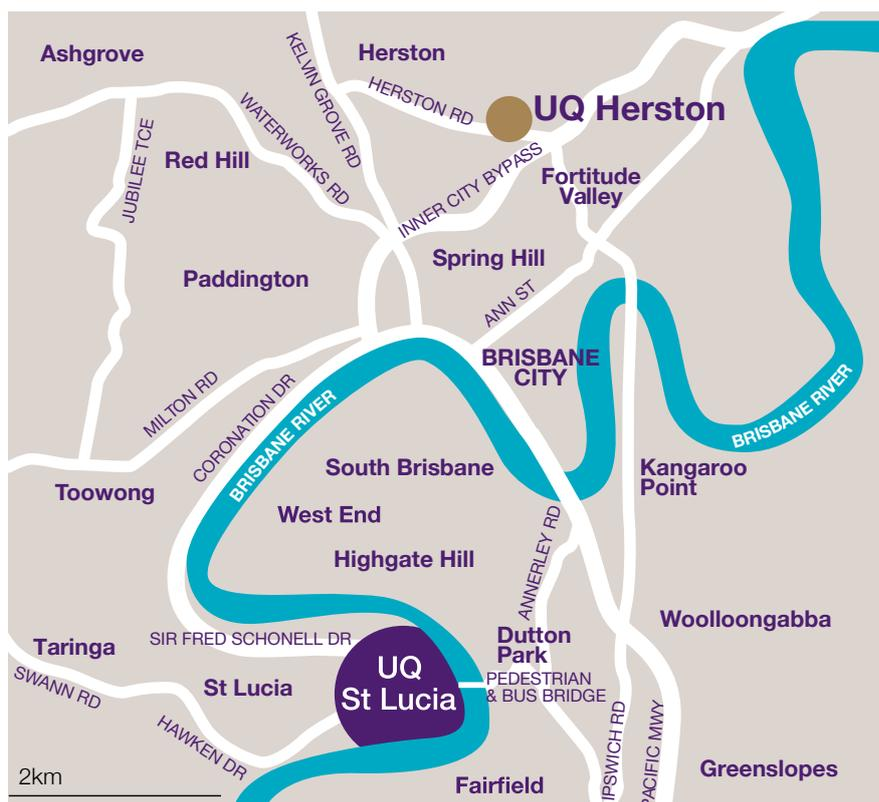 Ashgrove
Herston
KELVIN GROVE RD
HERSTON RD
UQ Herston
WATERWORKS RD
JUBILEE TCE
Red Hill
INNER CITY BYPASS
Fortitude
Valley
Spring Hill
Paddington
ANN ST
BRISBANE
CITY
MILTON RD
CORONATION DR
BRISBANE RIVER
BRISBANE RIVER
South Brisbane
Kangaroo
Point
Toowong
West End
Highgate Hill
ANNERLEY RD
Woolloongabba
Taringa
SIR FRED SCHONELL DR
Dutton
Park
UQ
St Lucia
PEDESTRIAN
& BUS BRIDGE
SWANN RD
St Lucia
HAWKEN DR
IPSWICH RD
PACIFIC MWY
Greenslopes
Fairfield
2km